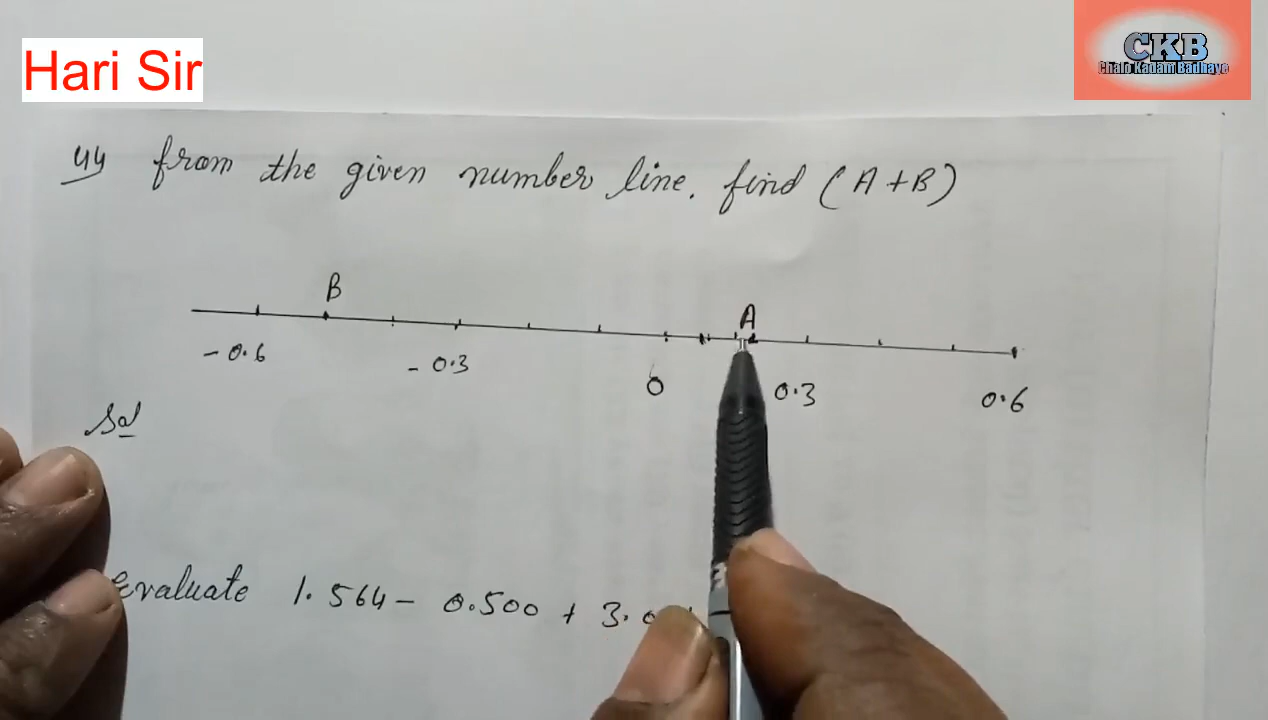 Hari Sir
CKB
Chalo Kadam Badhaye
44 from the given number line. find (A+B)
B A
-0.6 -0.3 0 0.3 0.6
Sol
evaluate 1.564 - 0.500 + 3.0